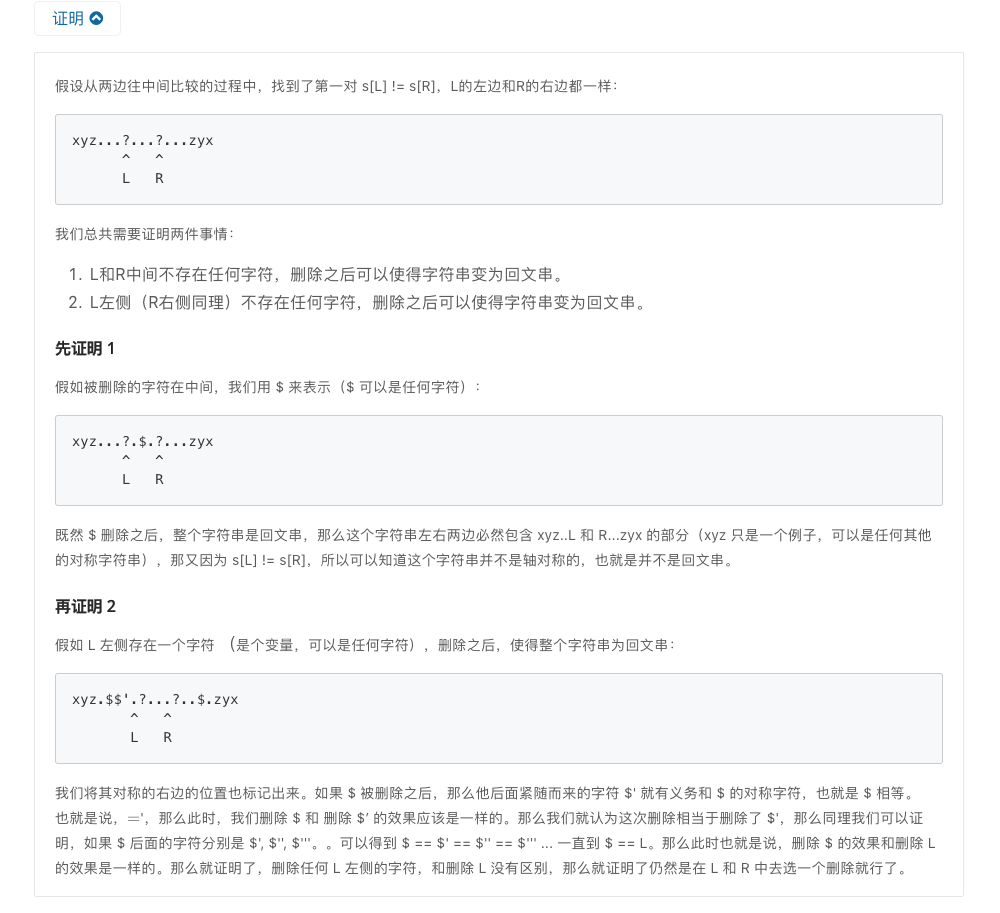 证明
假设从两边往中间比较的过程中，找到了第一对 s[L] != s[R]，L的左边和R的右边都一样：
xyz...?...?...zyx
^ ^
L R
我们总共需要证明两件事情：
1. L和R中间不存在任何字符，删除之后可以使得字符串变为回文串。
2. L左侧（R右侧同理）不存在任何字符，删除之后可以使得字符串变为回文串。
先证明 1
假如被删除的字符在中间，我们用 $ 来表示（$ 可以是任何字符）：
xyz...?.$.?...zyx
^ ^
L R
既然 $ 删除之后，整个字符串是回文串，那么这个字符串左右两边必然包含 xyz..L 和 R...zyx 的部分（xyz 只是一个例子，可以是任何其他
的对称字符串），那又因为 s[L] != s[R]，所以可以知道这个字符串并不是轴对称的，也就是并不是回文串。
再证明 2
假如 L 左侧存在一个字符 （是个变量，可以是任何字符），删除之后，使得整个字符串为回文串：
xyz.$$'.?...?..$.zyx
^ ^
L R
我们将其对称的右边的位置也标记出来。如果 $ 被删除之后，那么他后面紧随而来的字符 $' 就有义务和 $ 的对称字符，也就是 $ 相等。
也就是说，=='，那么此时，我们删除 $ 和 删除 $' 的效果应该是一样的。那么我们就认为这次删除相当于删除了 $'，那么同理我们可以证
明，如果 $ 后面的字符分别是 $', $'', $'''。。可以得到 $ == $' == $'' == $''' ... 一直到 $ == L。那么此时也就是说，删除 $ 的效果和删除 L
的效果是一样的。那么就证明了，删除任何 L 左侧的字符，和删除 L 没有区别，那么就证明了仍然是在 L 和 R 中去选一个删除就行了。